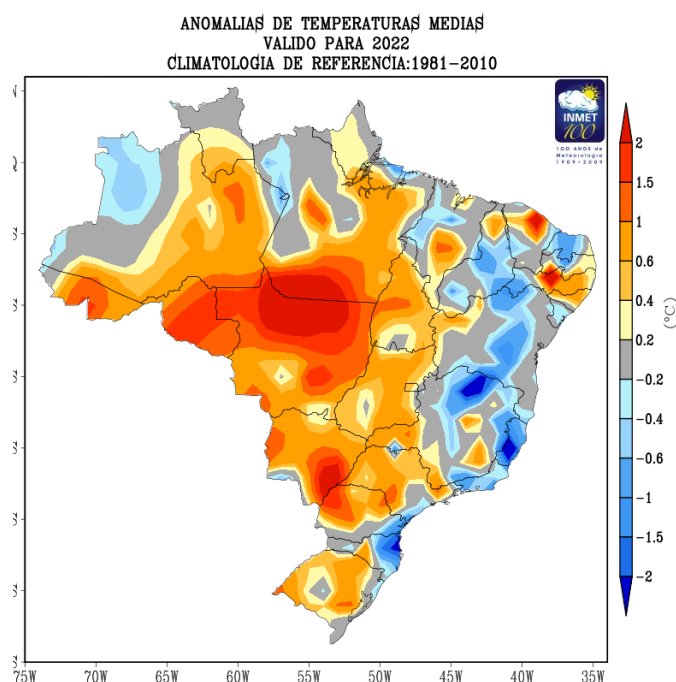 ANOMALIAS DE TEMPERATURAS MEDIAS
VALIDO PARA 2022
CLIMATOLOGIA DE REFERENCIA:1981-2010
INMET
100
100 ANOS de
Meteorologia
1909-2009
2
1.5
1
0.6
0.4
0.2
-0.2
-0.4
-0.6
-1
-1.5
-2
(°C)
75W 70W 65W 60W 55W 50W 45W 40W 35W